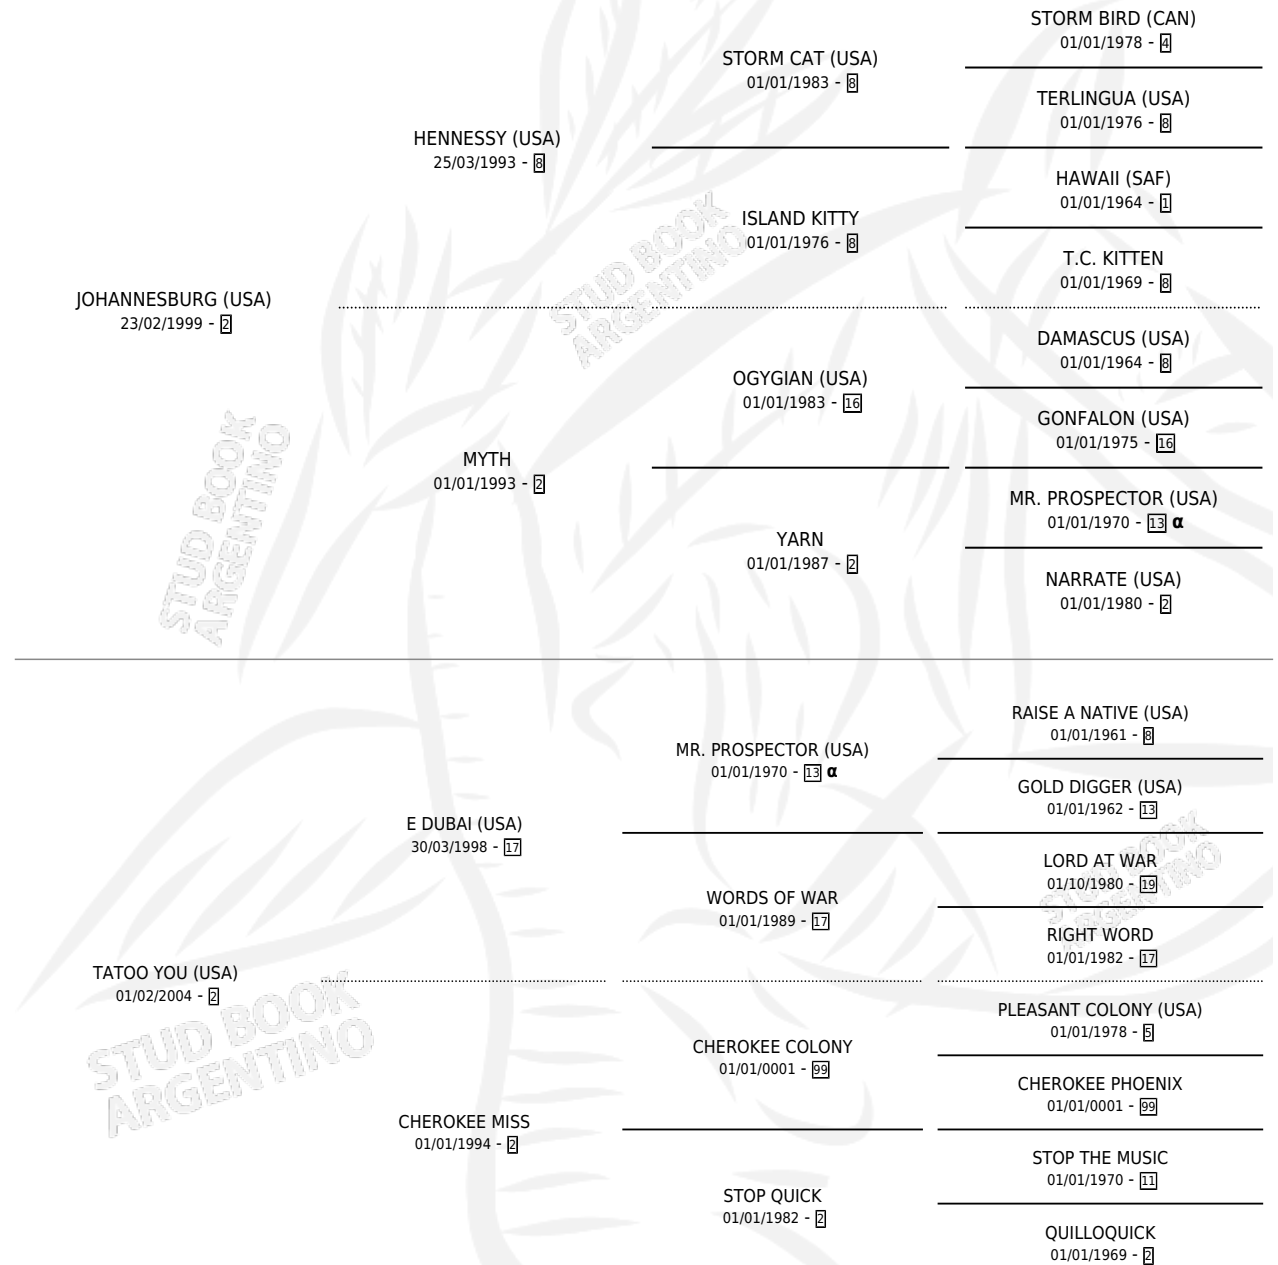 STORM BIRD (CAN)
01/01/1978 - 4
STORM CAT (USA)
01/01/1983 - 8
TERLINGUA (USA)
01/01/1976 - 8
HENNESSY (USA)
25/03/1993 - 8
HAWAII (SAF)
01/01/1964 - 1
ISLAND KITTY
01/01/1976 - 8
T.C. KITTEN
01/01/1969 - 8
JOHANNESBURG (USA)
23/02/1999 - 2
DAMASCUS (USA)
01/01/1964 - 8
OGYGIAN (USA)
01/01/1983 - 16
GONFALON (USA)
01/01/1975 - 16
MYTH
01/01/1993 - 2
MR. PROSPECTOR (USA)
01/01/1970 - 13 α
YARN
01/01/1987 - 2
NARRATE (USA)
01/01/1980 - 2
RAISE A NATIVE (USA)
01/01/1961 - 8
MR. PROSPECTOR (USA)
01/01/1970 - 13 α
GOLD DIGGER (USA)
01/01/1962 - 13
E DUBAI (USA)
30/03/1998 - 17
LORD AT WAR
01/10/1980 - 19
WORDS OF WAR
01/01/1989 - 17
RIGHT WORD
01/01/1982 - 17
TATOO YOU (USA)
01/02/2004 - 2
PLEASANT COLONY (USA)
01/01/1978 - 5
CHEROKEE COLONY
01/01/0001 - 99
CHEROKEE PHOENIX
01/01/0001 - 99
CHEROKEE MISS
01/01/1994 - 2
STOP THE MUSIC
01/01/1970 - 11
STOP QUICK
01/01/1982 - 2
QUILLOQUICK
01/01/1969 - 2
STUD BOOK
ARGENTINO
STUD BOOK
ARGENTINO
STUD BOOK
ARGENTINO
STUD BOOK
ARGENTINO